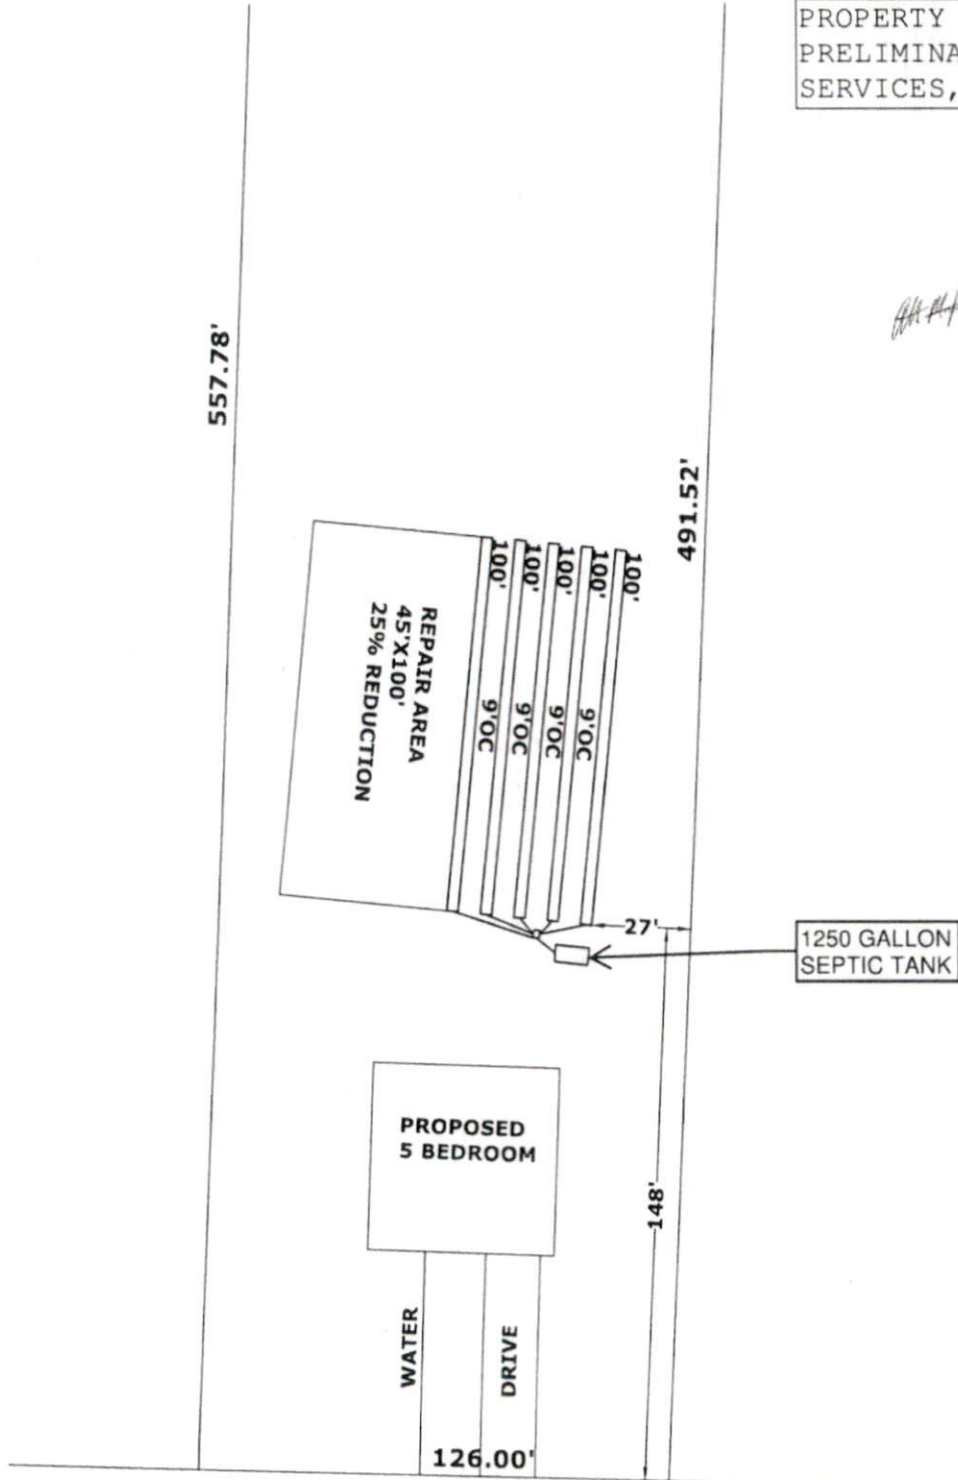 PROPERTY
PRELIMINA
SERVICES,
557.78'
491.52'
100'
100'
100'
100'
100'
REPAIR AREA
45'X100'
25% REDUCTION
9'OC
9'OC
9'OC
9'OC
27'
1250 GALLON
SEPTIC TANK
PROPOSED
5 BEDROOM
148'
WATER
DRIVE
126.00'